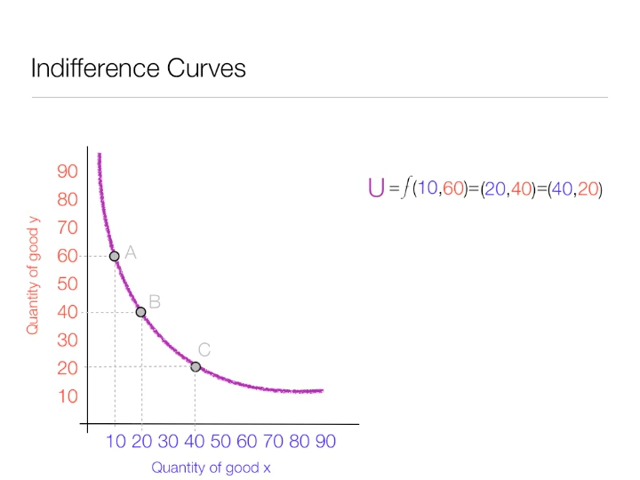 Indifference Curves
U=f(10,60)=(20,40)=(40,20)
Quantity of good y
90
80
70
60
50
40
30
20
10
A
B
C
10 20 30 40 50 60 70 80 90
Quantity of good x